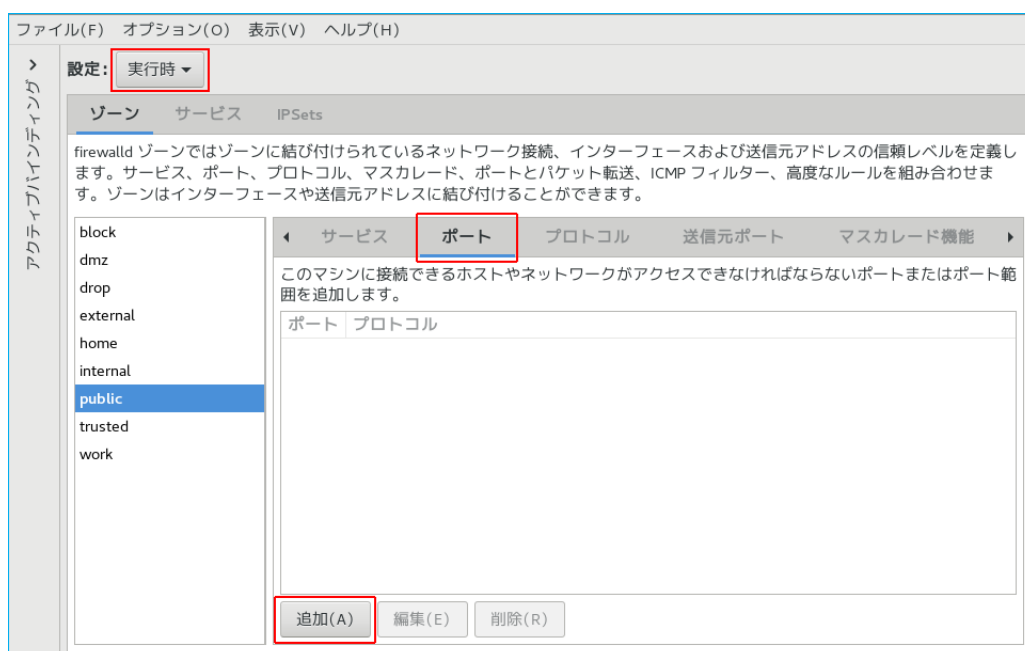 ファイル(F) オプション(O) 表示(V) ヘルプ(H)
アクティブバインディング
設定: 実行時
ゾーン サービス IPSets
firewalld ゾーンではゾーンに結び付けられているネットワーク接続、インターフェースおよび送信元アドレスの信頼レベルを定義し
ます。サービス、ポート、プロトコル、マスカレード、ポートとパケット転送、ICMP フィルター、高度なルールを組み合わせま
す。ゾーンはインターフェースや送信元アドレスに結び付けることができます。
block
dmz
drop
external
home
internal
public
trusted
work
サービス ポート プロトコル 送信元ポート マスカレード機能
このマシンに接続できるホストやネットワークがアクセスできなければならないポートまたはポート範
囲を追加します。
ポート プロトコル
追加(A) 編集(E) 削除(R)